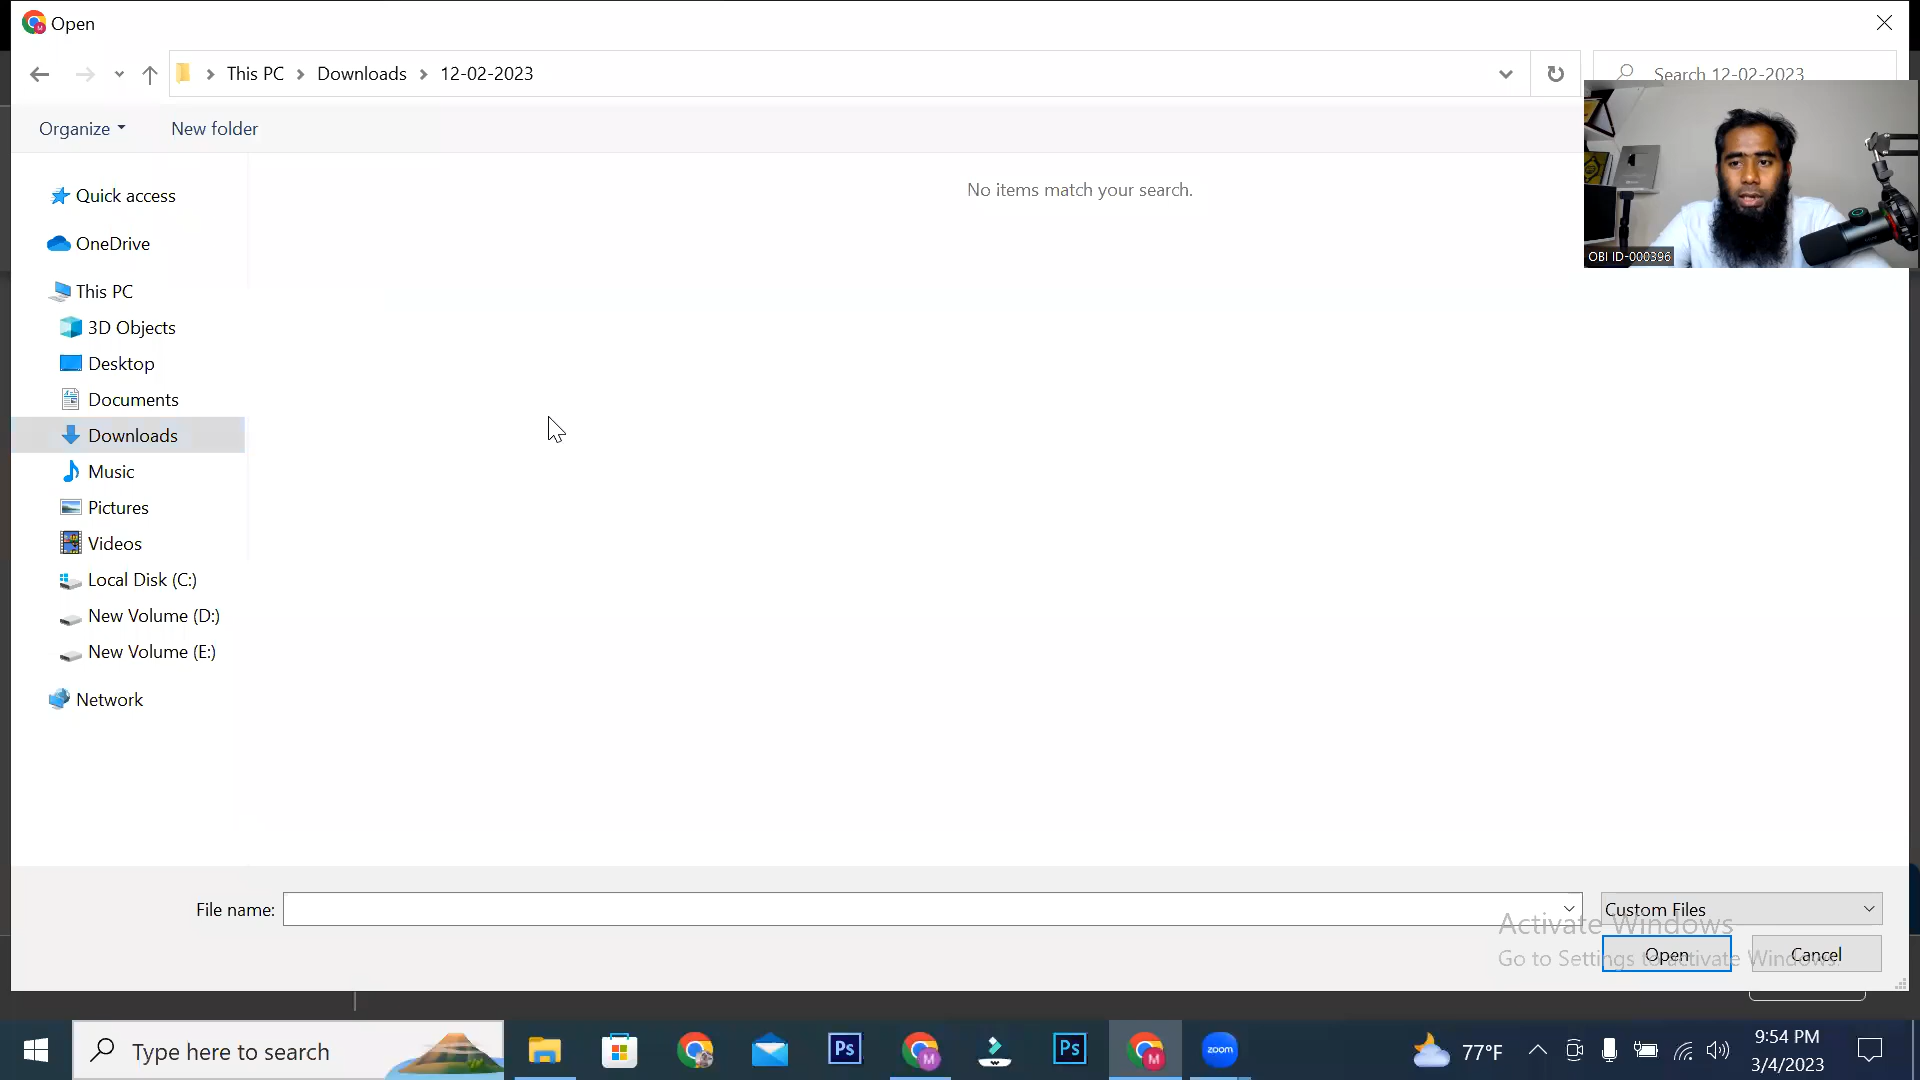 Open
This PC > Downloads > 12-02-2023
Search 12-02-2023
Organize
New folder
No items match your search.
OBI ID-000396
Quick access
OneDrive
This PC
3D Objects
Desktop
Documents
Downloads
Music
Pictures
Videos
Local Disk (C:)
New Volume (D:)
New Volume (E:)
Network
File name:
Custom Files
Activate Windows
Go to Settings to activate Windows.
Open
Cancel
Type here to search
Ps
M
Ps
M
zoom
77°F
9:54 PM
3/4/2023